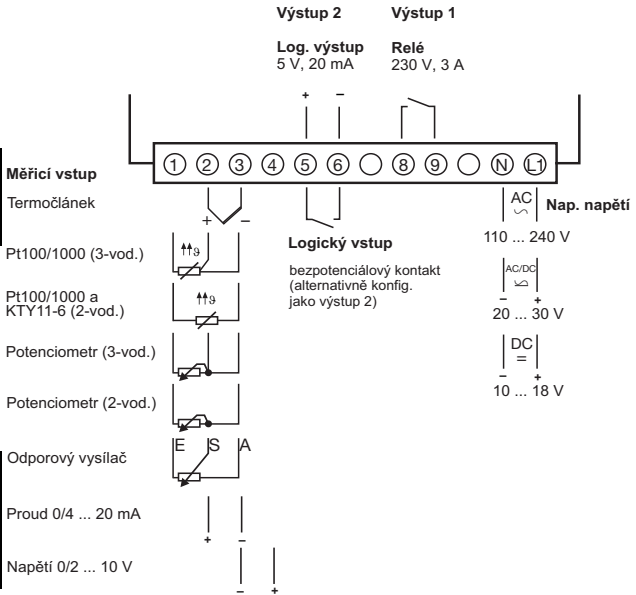 Výstup 2 Výstup 1
Log. výstup Relé
5 V, 20 mA 230 V, 3 A
+ –
1 2 3 4 5 6 8 9 N L1
Měřicí vstup
Termočlánek
+ –
AC
Nap. napětí
110 ... 240 V
Logický vstup
bezpotenciálový kontakt
(alternativně konfig.
jako výstup 2)
Pt100/1000 (3-vod.)
ϑ
AC/DC
– +
20 ... 30 V
Pt100/1000 a
KTY11-6 (2-vod.)
ϑ
Potenciometr (3-vod.)
DC
=
– +
10 ... 18 V
Potenciometr (2-vod.)
Odporový vysílač
E S A
Proud 0/4 ... 20 mA
+ –
Napětí 0/2 ... 10 V
– +